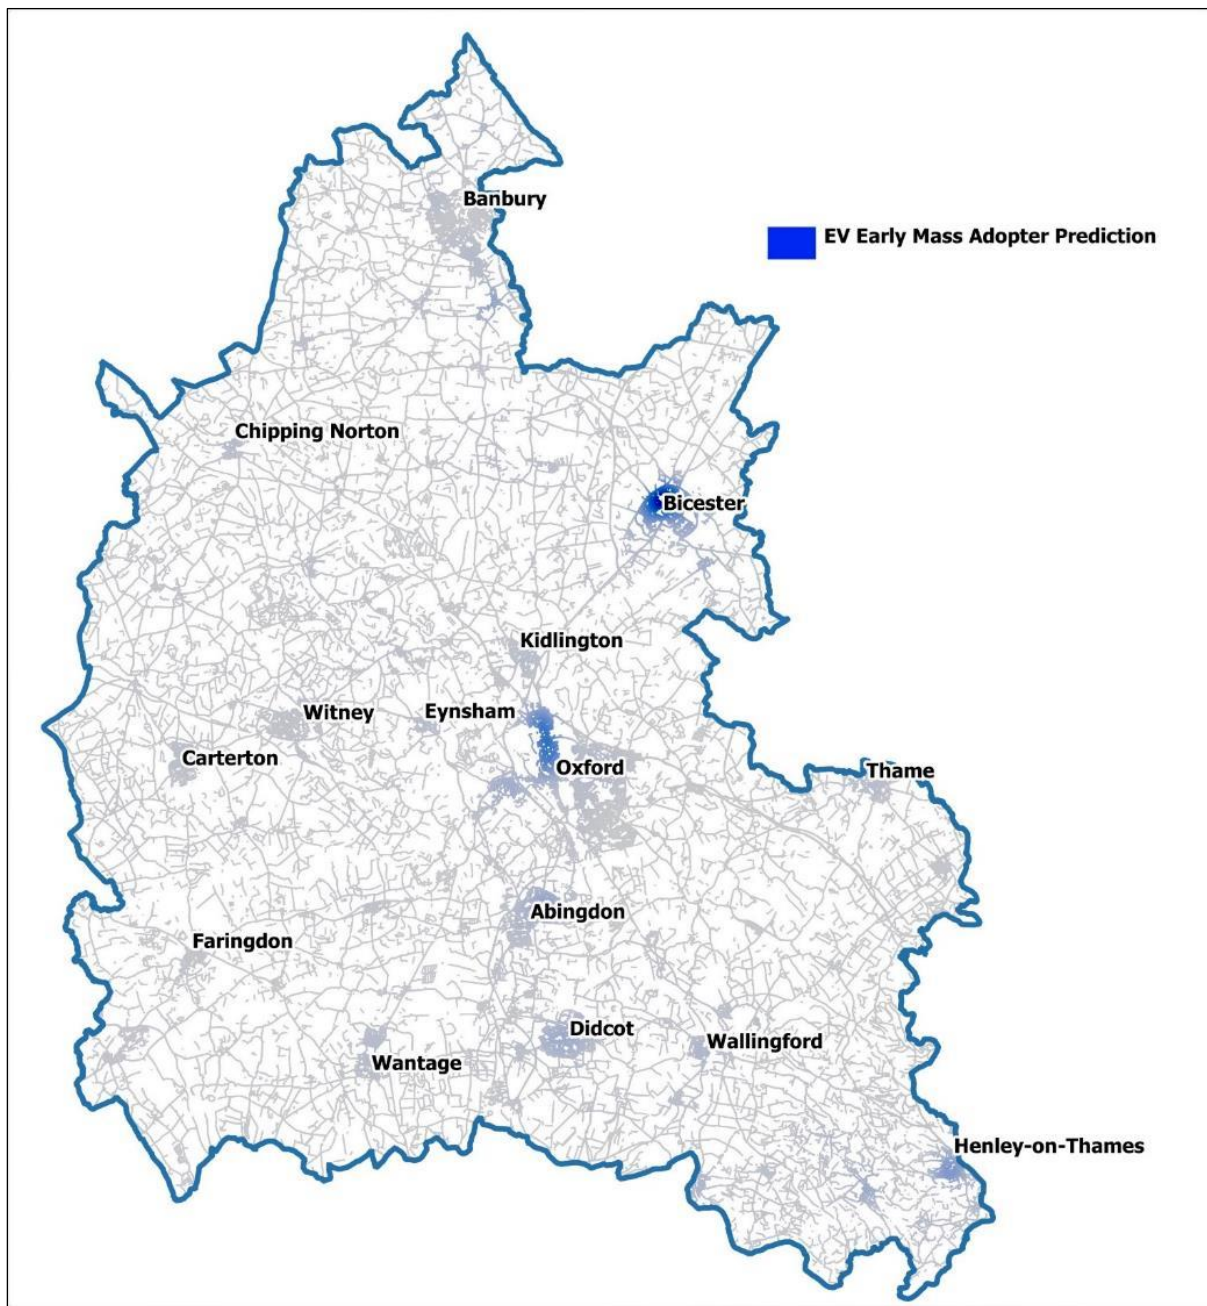 Banbury
EV Early Mass Adopter Prediction
Chipping Norton
Bicester
Kidlington
Witney
Eynsham
Carterton
Oxford
Thame
Abingdon
Faringdon
Didcot
Wallingford
Wantage
Henley-on-Thames